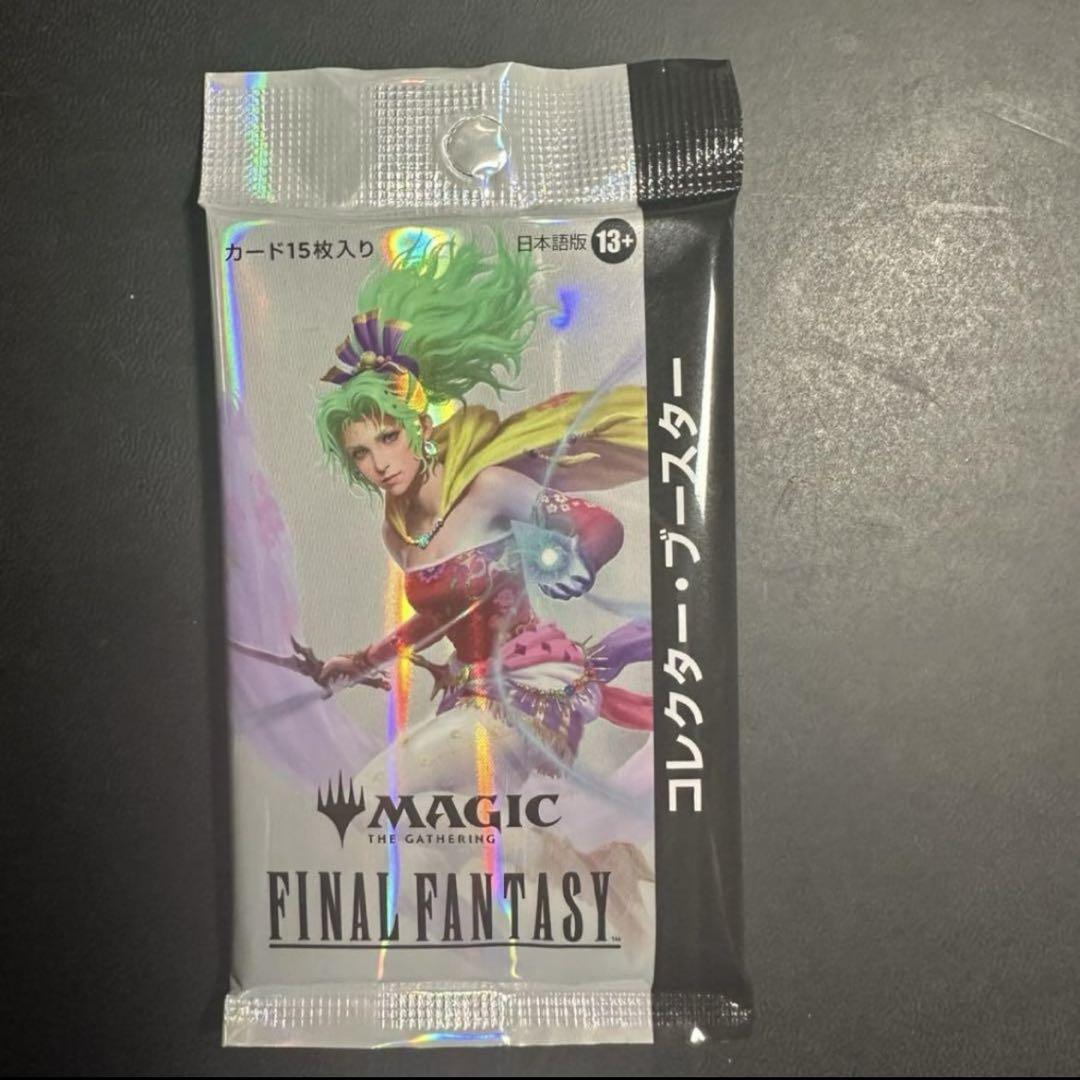 カード15枚入り
日本語版 13+
コレクター・ブースター
MAGIC
THE GATHERING
FINAL FANTASY™